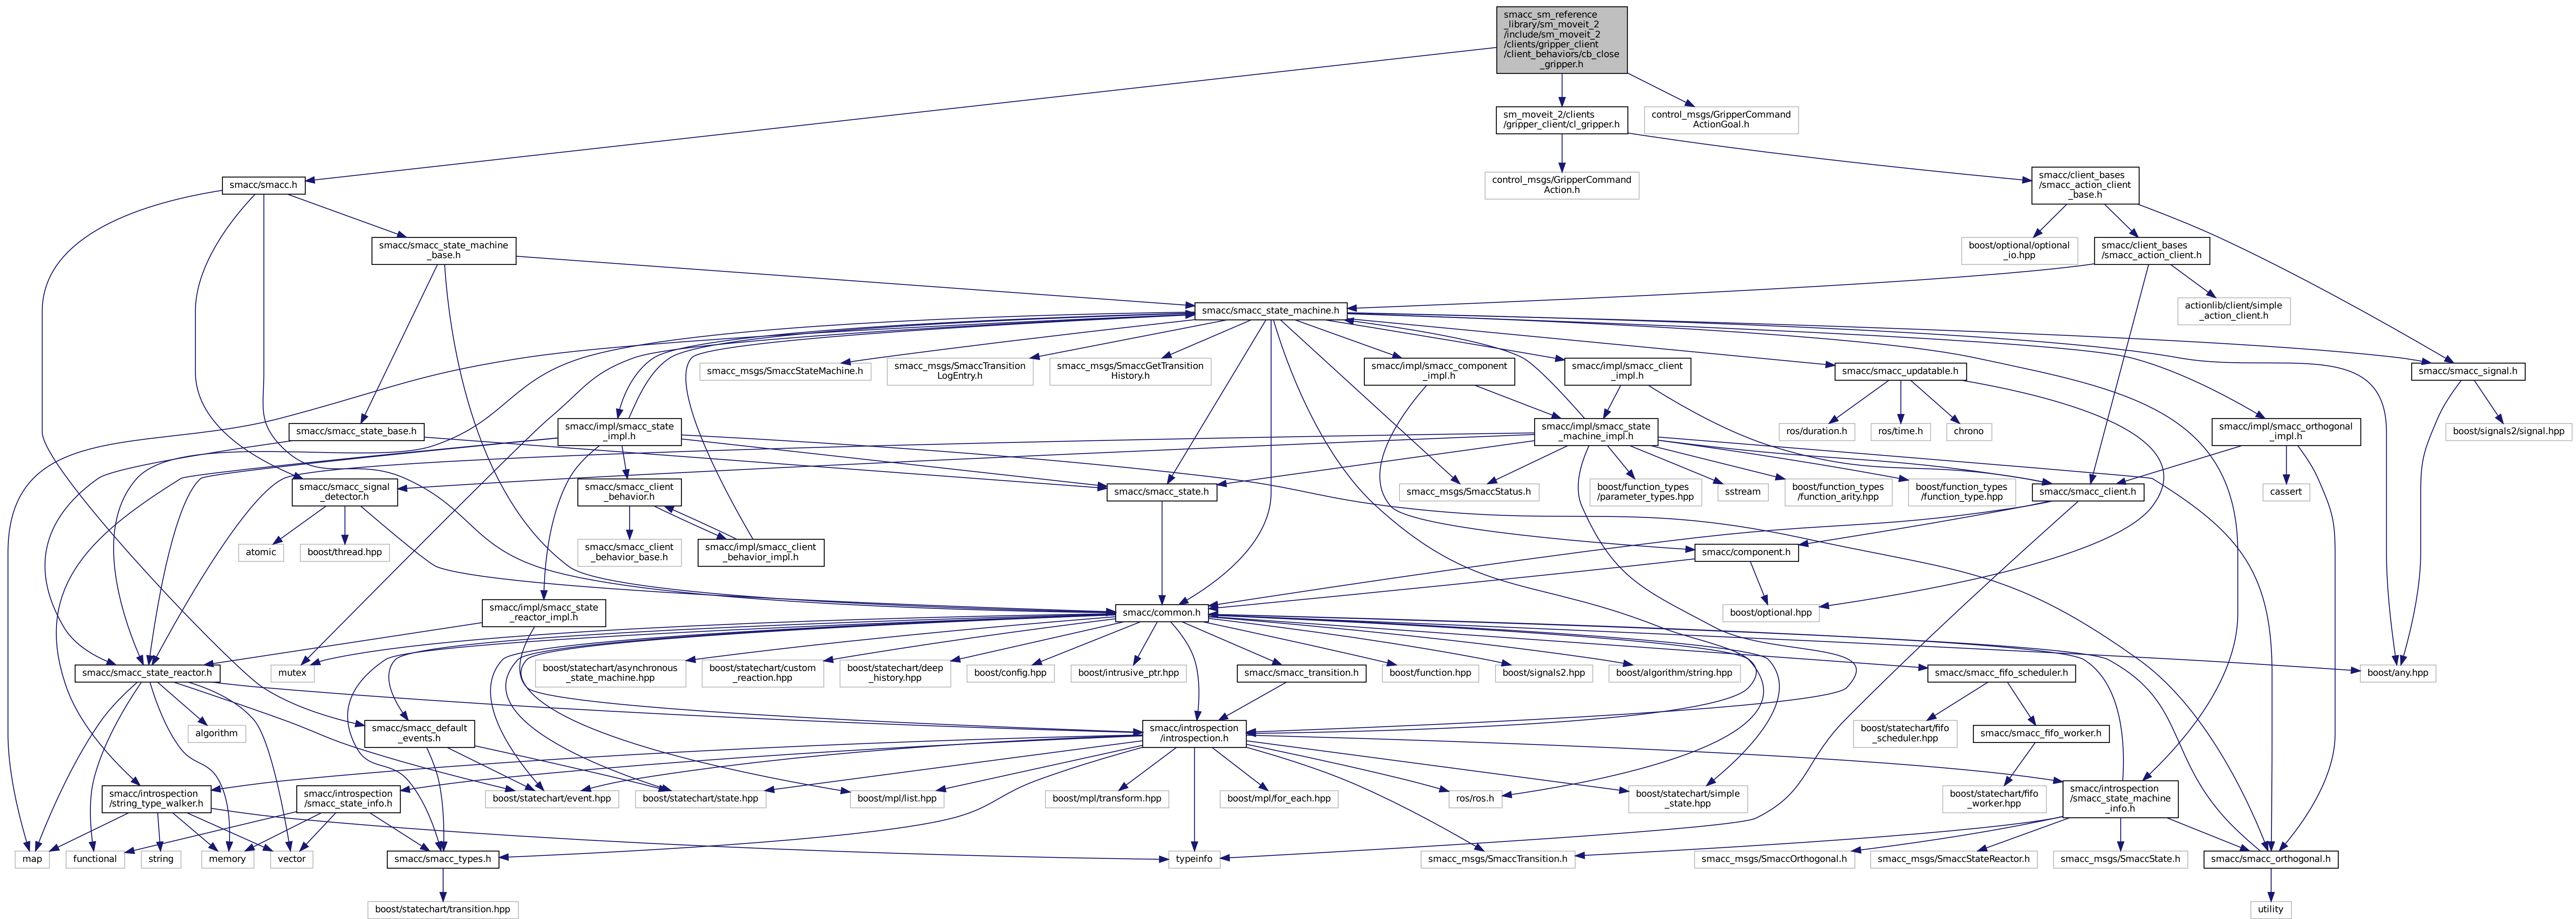 smacc_sm_reference
_library/sm_moveit_2
/include/sm_moveit_2
/clients/gripper_client
/client_behaviors/cb_close
_gripper.h
sm_moveit_2/clients
/gripper_client/cl_gripper.h
control_msgs/GripperCommand
ActionGoal.h
smacc/smacc.h
control_msgs/GripperCommand
Action.h
smacc/client_bases
/smacc_action_client
_base.h
smacc/smacc_state_machine
_base.h
boost/optional/optional
_io.hpp
smacc/client_bases
/smacc_action_client.h
smacc/smacc_state_machine.h
actionlib/client/simple
_action_client.h
smacc_msgs/SmaccStateMachine.h
smacc_msgs/SmaccTransition
LogEntry.h
smacc_msgs/SmaccGetTransition
History.h
smacc/impl/smacc_component
_impl.h
smacc/impl/smacc_client
_impl.h
smacc/smacc_updatable.h
smacc/smacc_signal.h
smacc/smacc_state_base.h
smacc/impl/smacc_state
_impl.h
smacc/impl/smacc_state
_machine_impl.h
ros/duration.h
ros/time.h
chrono
smacc/impl/smacc_orthogonal
_impl.h
boost/signals2/signal.hpp
smacc/smacc_signal
_detector.h
smacc/smacc_client
_behavior.h
smacc/smacc_state.h
smacc_msgs/SmaccStatus.h
boost/function_types
/parameter_types.hpp
sstream
boost/function_types
/function_arity.hpp
boost/function_types
/function_type.hpp
smacc/smacc_client.h
cassert
atomic
boost/thread.hpp
smacc/smacc_client
_behavior_base.h
smacc/impl/smacc_client
_behavior_impl.h
smacc/component.h
smacc/impl/smacc_state
_reactor_impl.h
smacc/common.h
boost/optional.hpp
smacc/smacc_state_reactor.h
mutex
boost/statechart/asynchronous
_state_machine.hpp
boost/statechart/custom
_reaction.hpp
boost/statechart/deep
_history.hpp
boost/config.hpp
boost/intrusive_ptr.hpp
smacc/smacc_transition.h
boost/function.hpp
boost/signals2.hpp
boost/algorithm/string.hpp
smacc/smacc_fifo_scheduler.h
boost/any.hpp
algorithm
smacc/smacc_default
_events.h
smacc/introspection
/introspection.h
boost/statechart/fifo
_scheduler.hpp
smacc/smacc_fifo_worker.h
smacc/introspection
/string_type_walker.h
smacc/introspection
/smacc_state_info.h
boost/statechart/event.hpp
boost/statechart/state.hpp
boost/mpl/list.hpp
boost/mpl/transform.hpp
boost/mpl/for_each.hpp
ros/ros.h
boost/statechart/simple
_state.hpp
boost/statechart/fifo
_worker.hpp
smacc/introspection
/smacc_state_machine
_info.h
map
functional
string
memory
vector
smacc/smacc_types.h
typeinfo
smacc_msgs/SmaccTransition.h
smacc_msgs/SmaccOrthogonal.h
smacc_msgs/SmaccStateReactor.h
smacc_msgs/SmaccState.h
smacc/smacc_orthogonal.h
boost/statechart/transition.hpp
utility